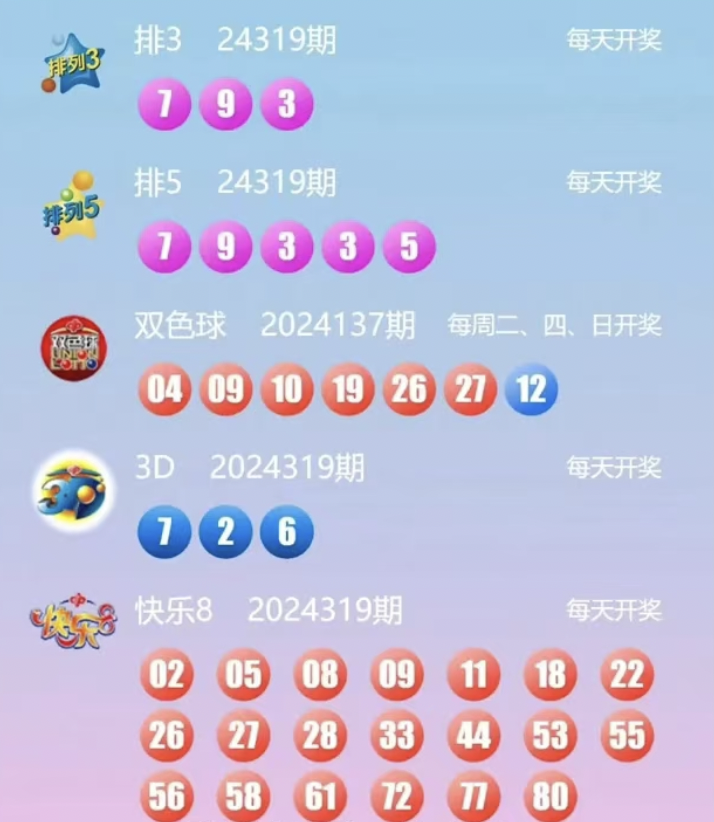 排列3
排3 24319期 每天开奖
7 9 3
排列5
排5 24319期 每天开奖
7 9 3 3 5
双色球
UNION
LOTTO
双色球 2024137期 每周二、四、日开奖
04 09 10 19 26 27 12
3D
3D 2024319期 每天开奖
7 2 6
快乐8
快乐8 2024319期 每天开奖
02 05 08 09 11 18 22
26 27 28 33 44 53 55
56 58 61 72 77 80